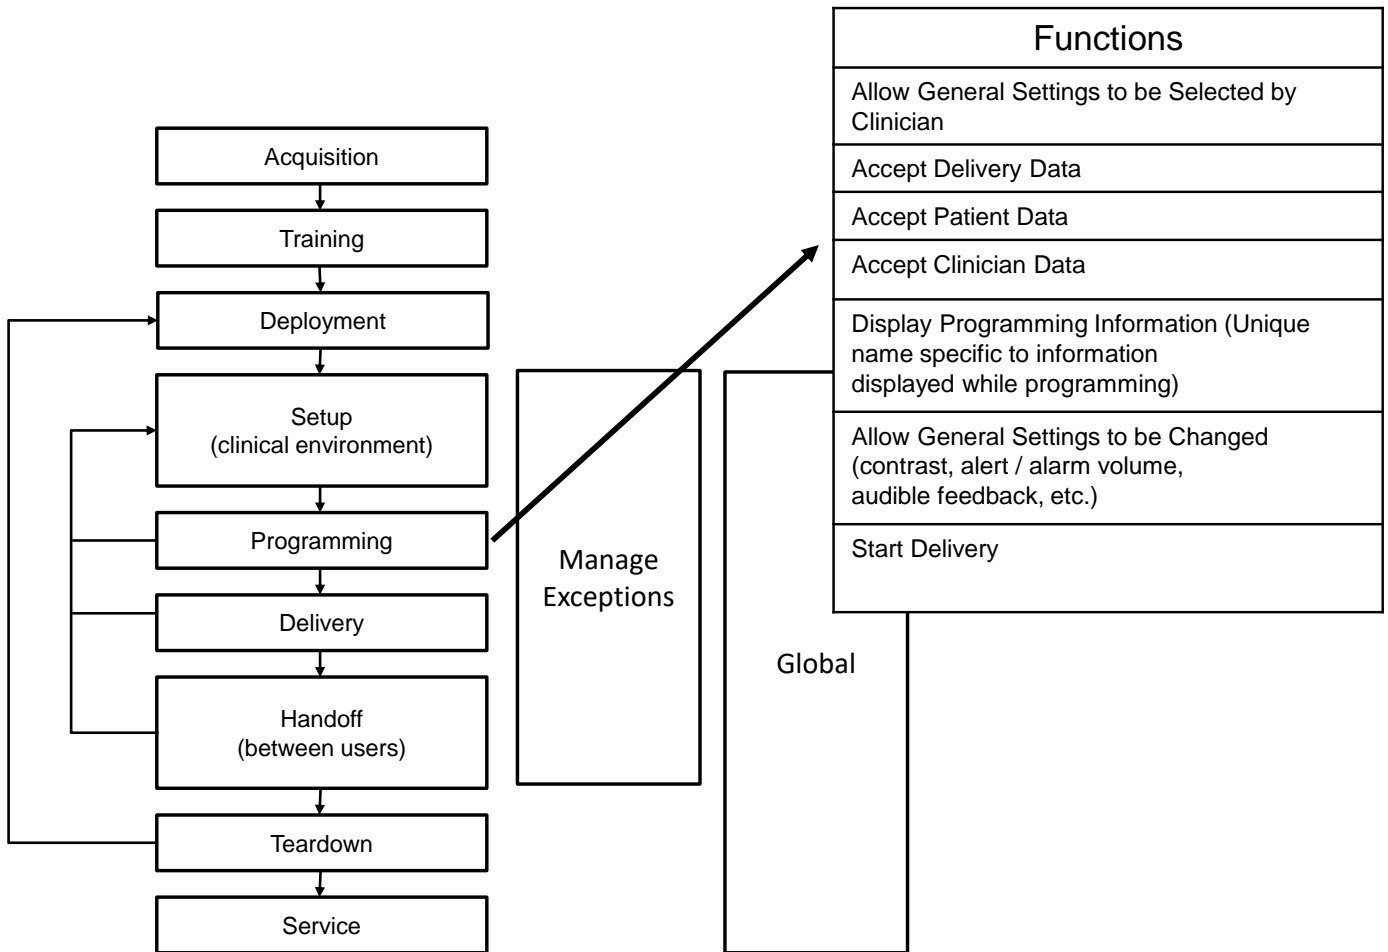 Acquisition
Training
Deployment
Setup
(clinical environment)
Programming
Delivery
Handoff
(between users)
Teardown
Service
Manage
Exceptions
Global
Functions
Allow General Settings to be Selected by
Clinician
Accept Delivery Data
Accept Patient Data
Accept Clinician Data
Display Programming Information (Unique
name specific to information
displayed while programming)
Allow General Settings to be Changed
(contrast, alert / alarm volume,
audible feedback, etc.)
Start Delivery